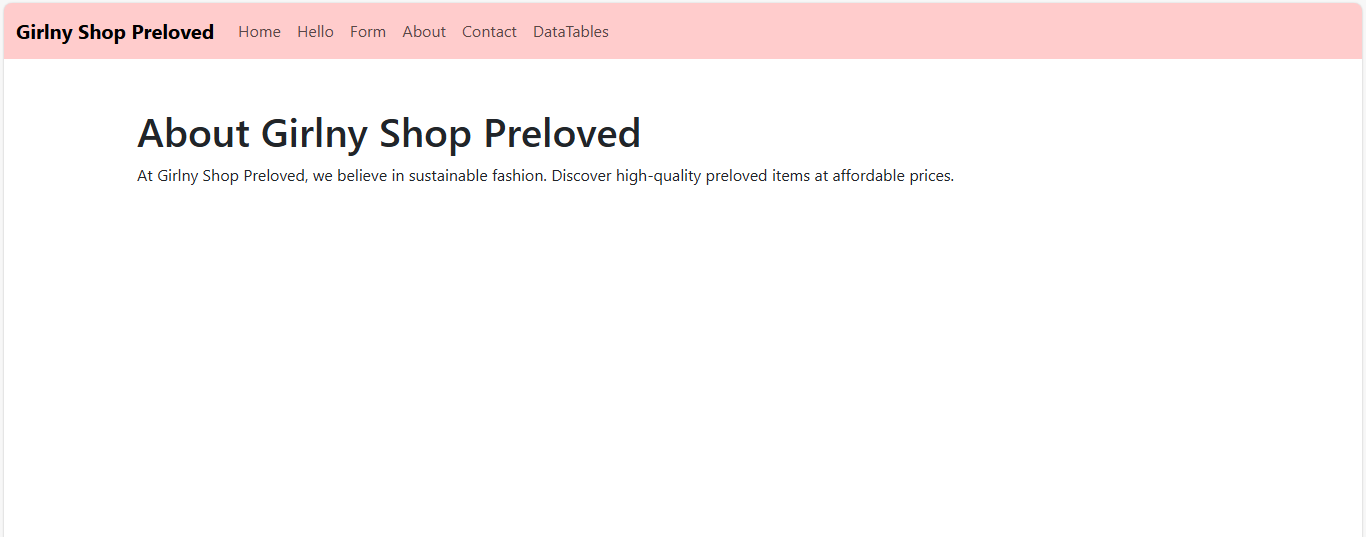 Girlny Shop Preloved Home Hello Form About Contact DataTables
About Girlny Shop Preloved
At Girlny Shop Preloved, we believe in sustainable fashion. Discover high-quality preloved items at affordable prices.